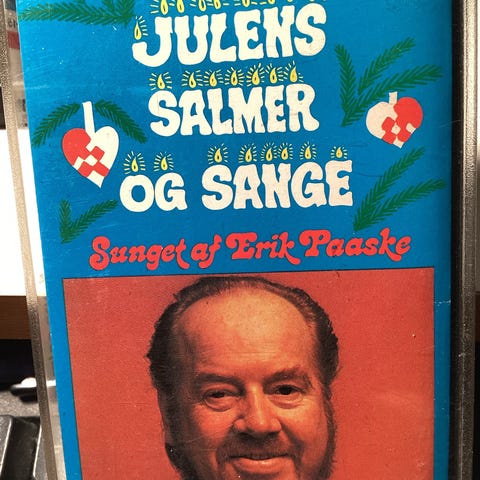 JULENS
SALMER
OG SANGE
Sunget af Erik Paaske